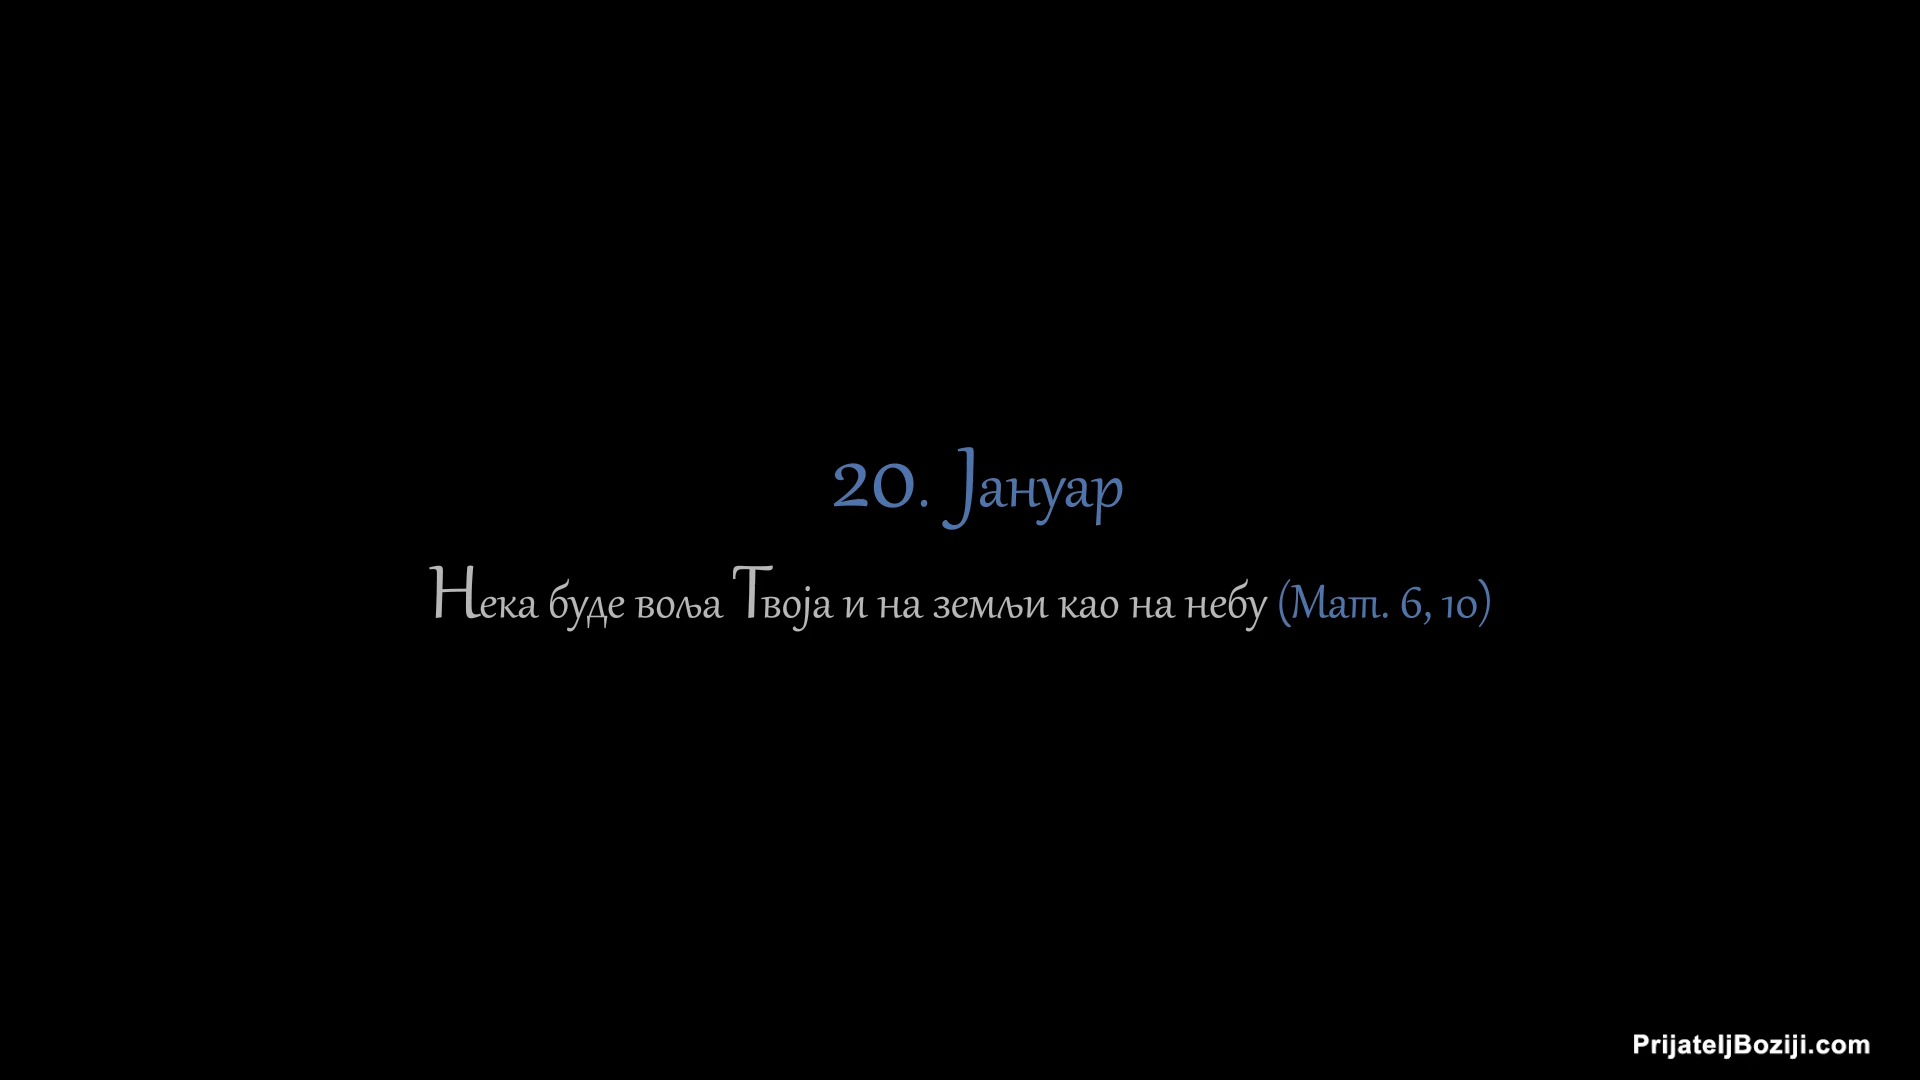 20. Јануар
Нека буде воља Твоја и на земљи као на небу (Мат. 6, 10)
PrijateljBoziji.com